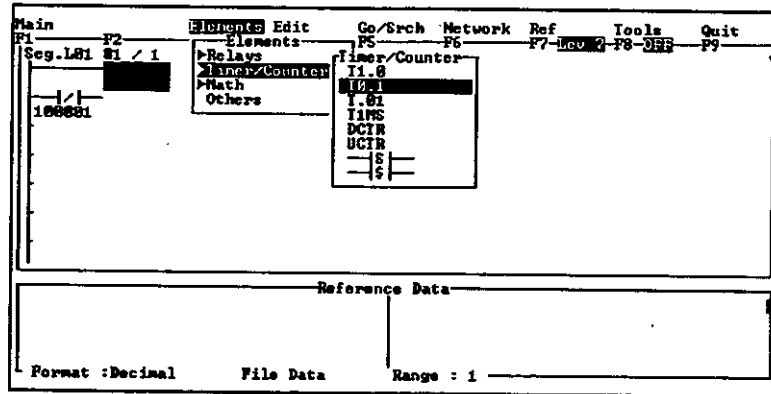 Main Elements Edit Go/Srch Network Ref Tools Quit
F1 F2 Elements F5 F6 F7 Lev 2 F8 OFF F9
Seg.L01 #1 / 1 Relays Timer/Counter
Timer/Counter T1.0
Math T0.1
Others T.01
100001 T1MS
DCTR
UCTR
S
$
Reference Data
Format :Decimal File Data Range : 1